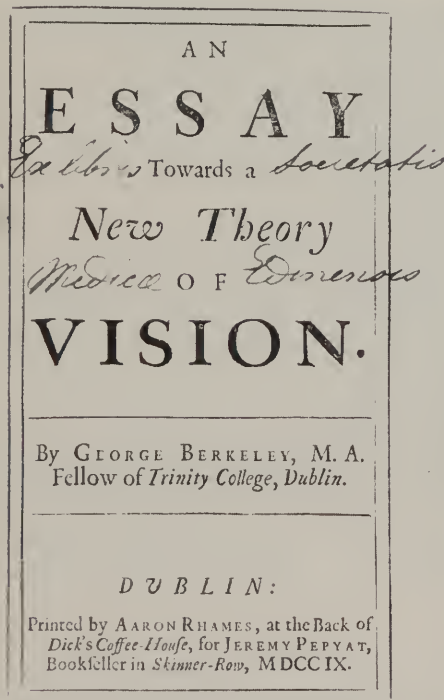 AN
ESSAY
Ex libris Towards a Societatis
New Theory
Medicæ OF Edinensis
VISION.
By GEORGE BERKELEY, M. A.
Fellow of Trinity College, Dublin.
DUBLIN:
Printed by AARON RHAMES, at the Back of
Dick's Coffee-Houſe, for JEREMY PEPYAT,
Bookſeller in Skinner-Row, MDCCIX.